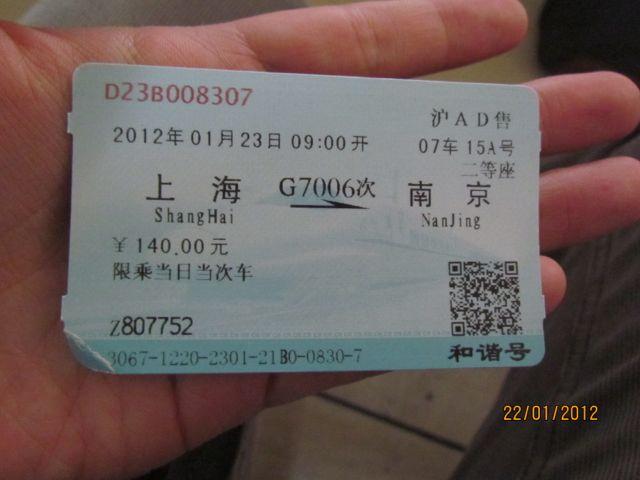 D23B008307
沪AD售
2012年01月23日09:00开
07车15A号
二等座
上海 G7006次 南京
ShangHai NanJing
¥140.00元
限乘当日当次车
Z807752
3067-1220-2301-21B0-0830-7
和谐号
22/01/2012